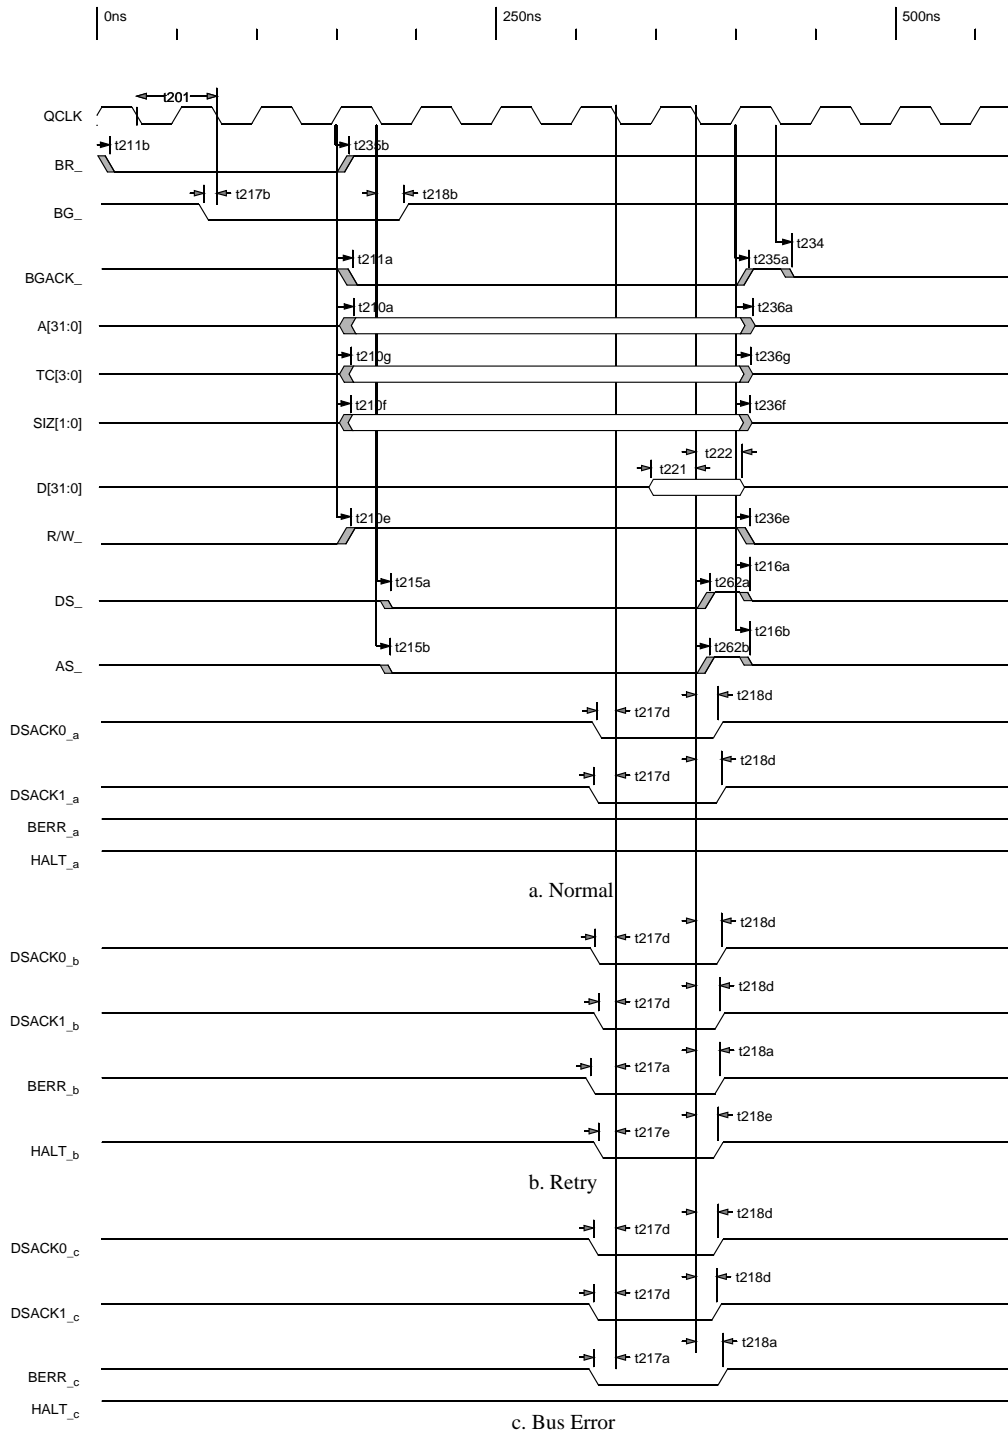 0ns 250ns 500ns
t201
QCLK
t211b t235b
BR_
t217b t218b
BG_
t234
t211a t235a
BGACK_
t210a t236a
A[31:0]
t210g t236g
TC[3:0]
t210f t236f
SIZ[1:0]
t222
t221
D[31:0]
t210e t236e
R/W_
t216a
t215a t262a
DS_
t216b
t215b t262b
AS_
t218d
t217d
DSACK0_a
t218d
t217d
DSACK1_a
BERR_a
HALT_a
a. Normal
t218d
t217d
DSACK0_b
t218d
t217d
DSACK1_b
t218a
t217a
BERR_b
t218e
t217e
HALT_b
b. Retry
t218d
t217d
DSACK0_c
t218d
t217d
DSACK1_c
t218a
t217a
BERR_c
HALT_c
c. Bus Error